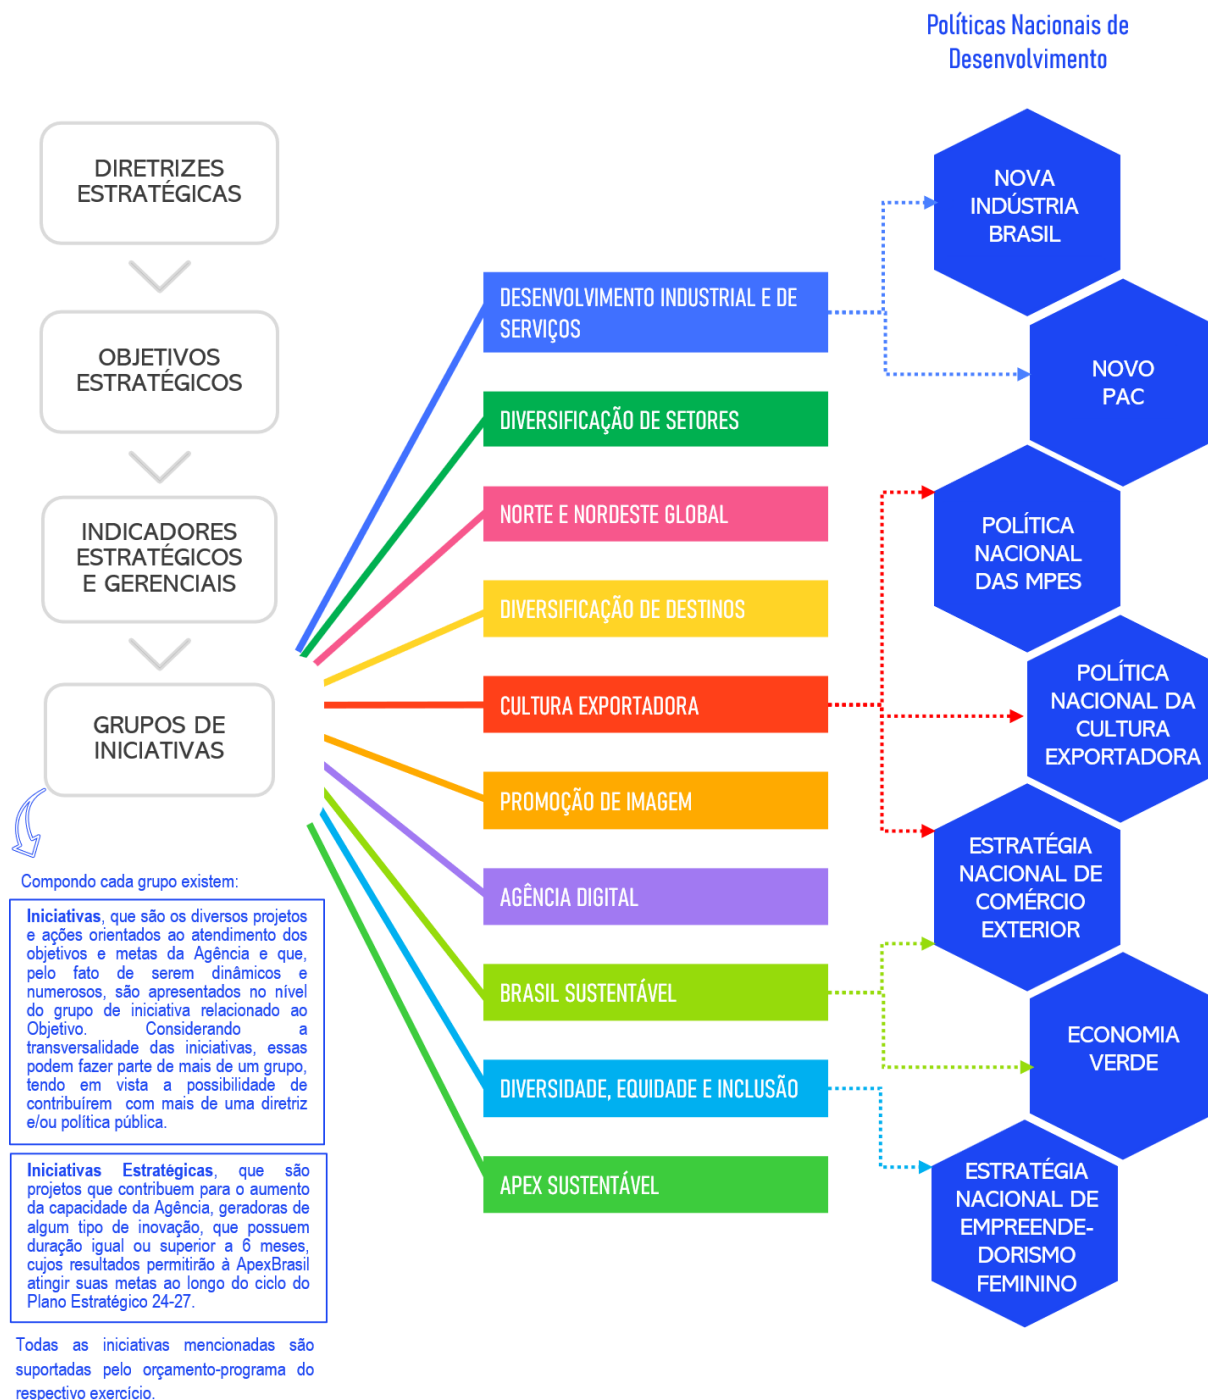 Políticas Nacionais de
Desenvolvimento
DIRETRIZES
ESTRATÉGICAS
OBJETIVOS
ESTRATÉGICOS
INDICADORES
ESTRATÉGICOS
E GERENCIAIS
GRUPOS DE
INICIATIVAS
Compondo cada grupo existem:
Iniciativas, que são os diversos projetos
e ações orientados ao atendimento dos
objetivos e metas da Agência e que,
pelo fato de serem dinâmicos e
numerosos, são apresentados no nível
do grupo de iniciativa relacionado ao
Objetivo. Considerando a
transversalidade das iniciativas, essas
podem fazer parte de mais de um grupo,
tendo em vista a possibilidade de
contribuírem com mais de uma diretriz
e/ou política pública.
Iniciativas Estratégicas, que são
projetos que contribuem para o aumento
da capacidade da Agência, geradoras de
algum tipo de inovação, que possuem
duração igual ou superior a 6 meses,
cujos resultados permitirão à ApexBrasil
atingir suas metas ao longo do ciclo do
Plano Estratégico 24-27.
Todas as iniciativas mencionadas são
suportadas pelo orçamento-programa do
respectivo exercício.
DESENVOLVIMENTO INDUSTRIAL E DE
SERVIÇOS
DIVERSIFICAÇÃO DE SETORES
NORTE E NORDESTE GLOBAL
DIVERSIFICAÇÃO DE DESTINOS
CULTURA EXPORTADORA
PROMOÇÃO DE IMAGEM
AGÊNCIA DIGITAL
BRASIL SUSTENTÁVEL
DIVERSIDADE, EQUIDADE E INCLUSÃO
APEX SUSTENTÁVEL
NOVA
INDÚSTRIA
BRASIL
NOVO
PAC
POLÍTICA
NACIONAL
DAS MPES
POLÍTICA
NACIONAL DA
CULTURA
EXPORTADORA
ESTRATÉGIA
NACIONAL DE
COMÉRCIO
EXTERIOR
ECONOMIA
VERDE
ESTRATÉGIA
NACIONAL DE
EMPREENDE-
DORISMO
FEMININO